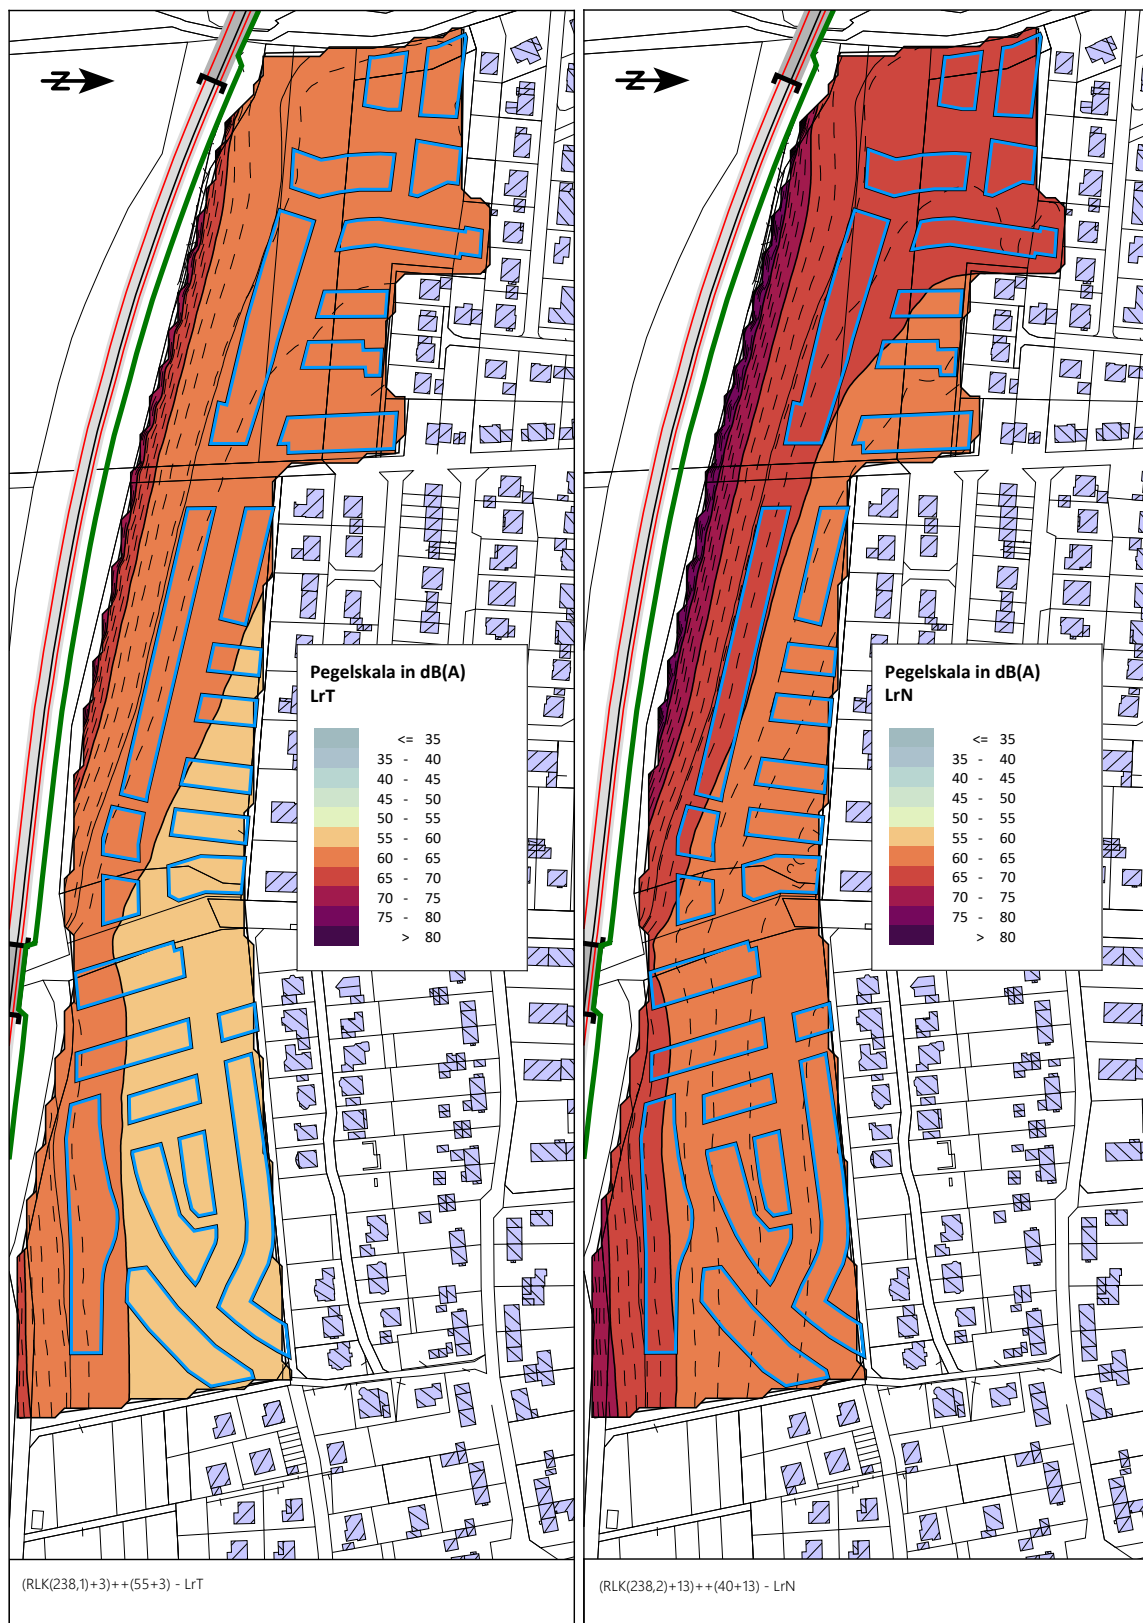 Z
Z
Pegelskala in dB(A)
LrT
<= 35
35 - 40
40 - 45
45 - 50
50 - 55
55 - 60
60 - 65
65 - 70
70 - 75
75 - 80
> 80
Pegelskala in dB(A)
LrN
<= 35
35 - 40
40 - 45
45 - 50
50 - 55
55 - 60
60 - 65
65 - 70
70 - 75
75 - 80
> 80
(RLK(238,1)+3)++(55+3) - LrT
(RLK(238,2)+13)++(40+13) - LrN